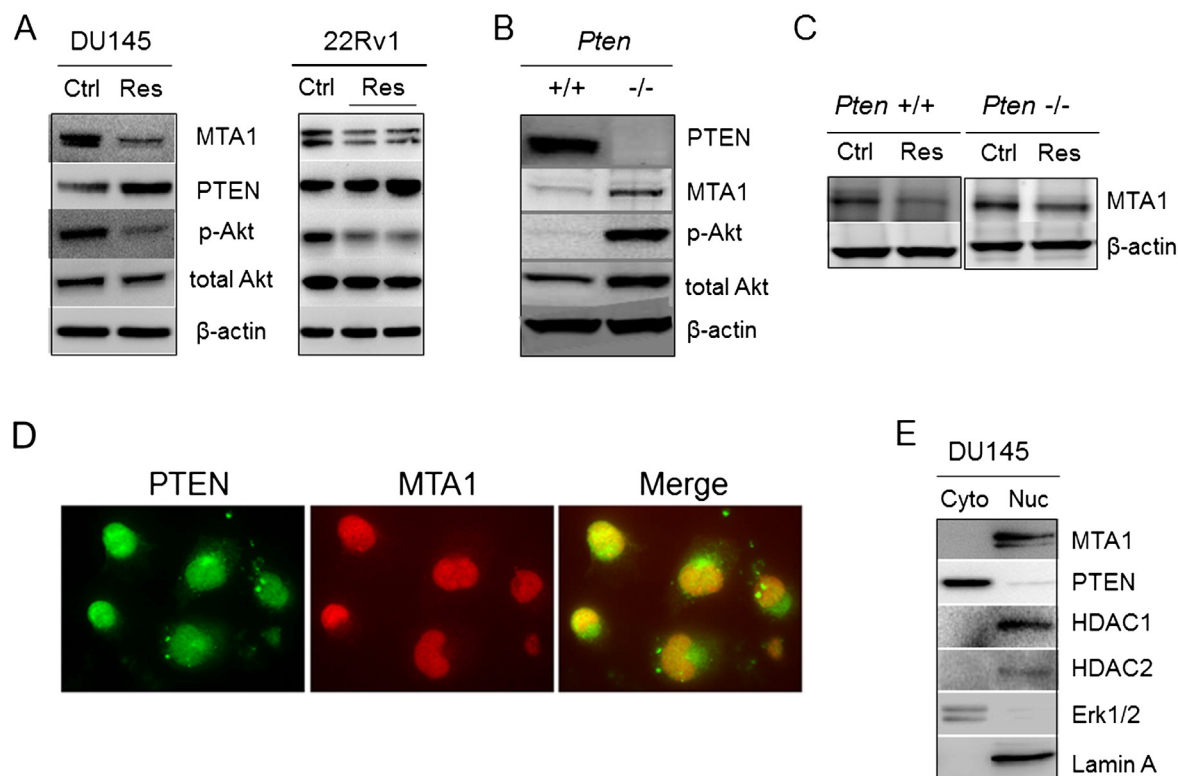 A
DU145
Ctrl Res
22Rv1
Ctrl Res
MTA1
PTEN
p-Akt
total Akt
β-actin
B
Pten
+/+ -/-
PTEN
MTA1
p-Akt
total Akt
β-actin
C
Pten +/+ Pten -/-
Ctrl Res Ctrl Res
MTA1
β-actin
D
PTEN MTA1 Merge
E
DU145
Cyto Nuc
MTA1
PTEN
HDAC1
HDAC2
Erk1/2
Lamin A